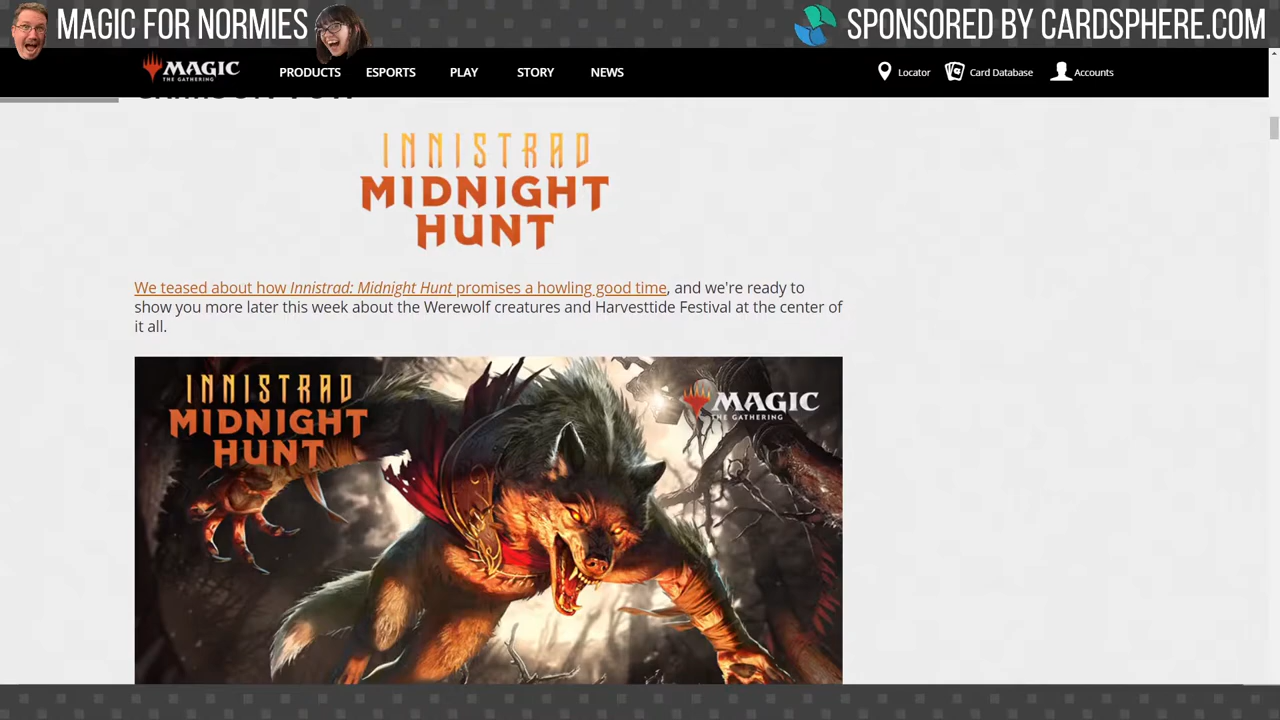 MAGIC FOR NORMIES
SPONSORED BY CARDSPHERE.COM
MAGIC
THE GATHERING
PRODUCTS
ESPORTS
PLAY
STORY
NEWS
Locator
Card Database
Accounts
INNISTRAD
MIDNIGHT
HUNT
We teased about how Innistrad: Midnight Hunt promises a howling good time, and we're ready to
show you more later this week about the Werewolf creatures and Harvesttide Festival at the center of
it all.
INNISTRAD
MIDNIGHT
HUNT
MAGIC
THE GATHERING